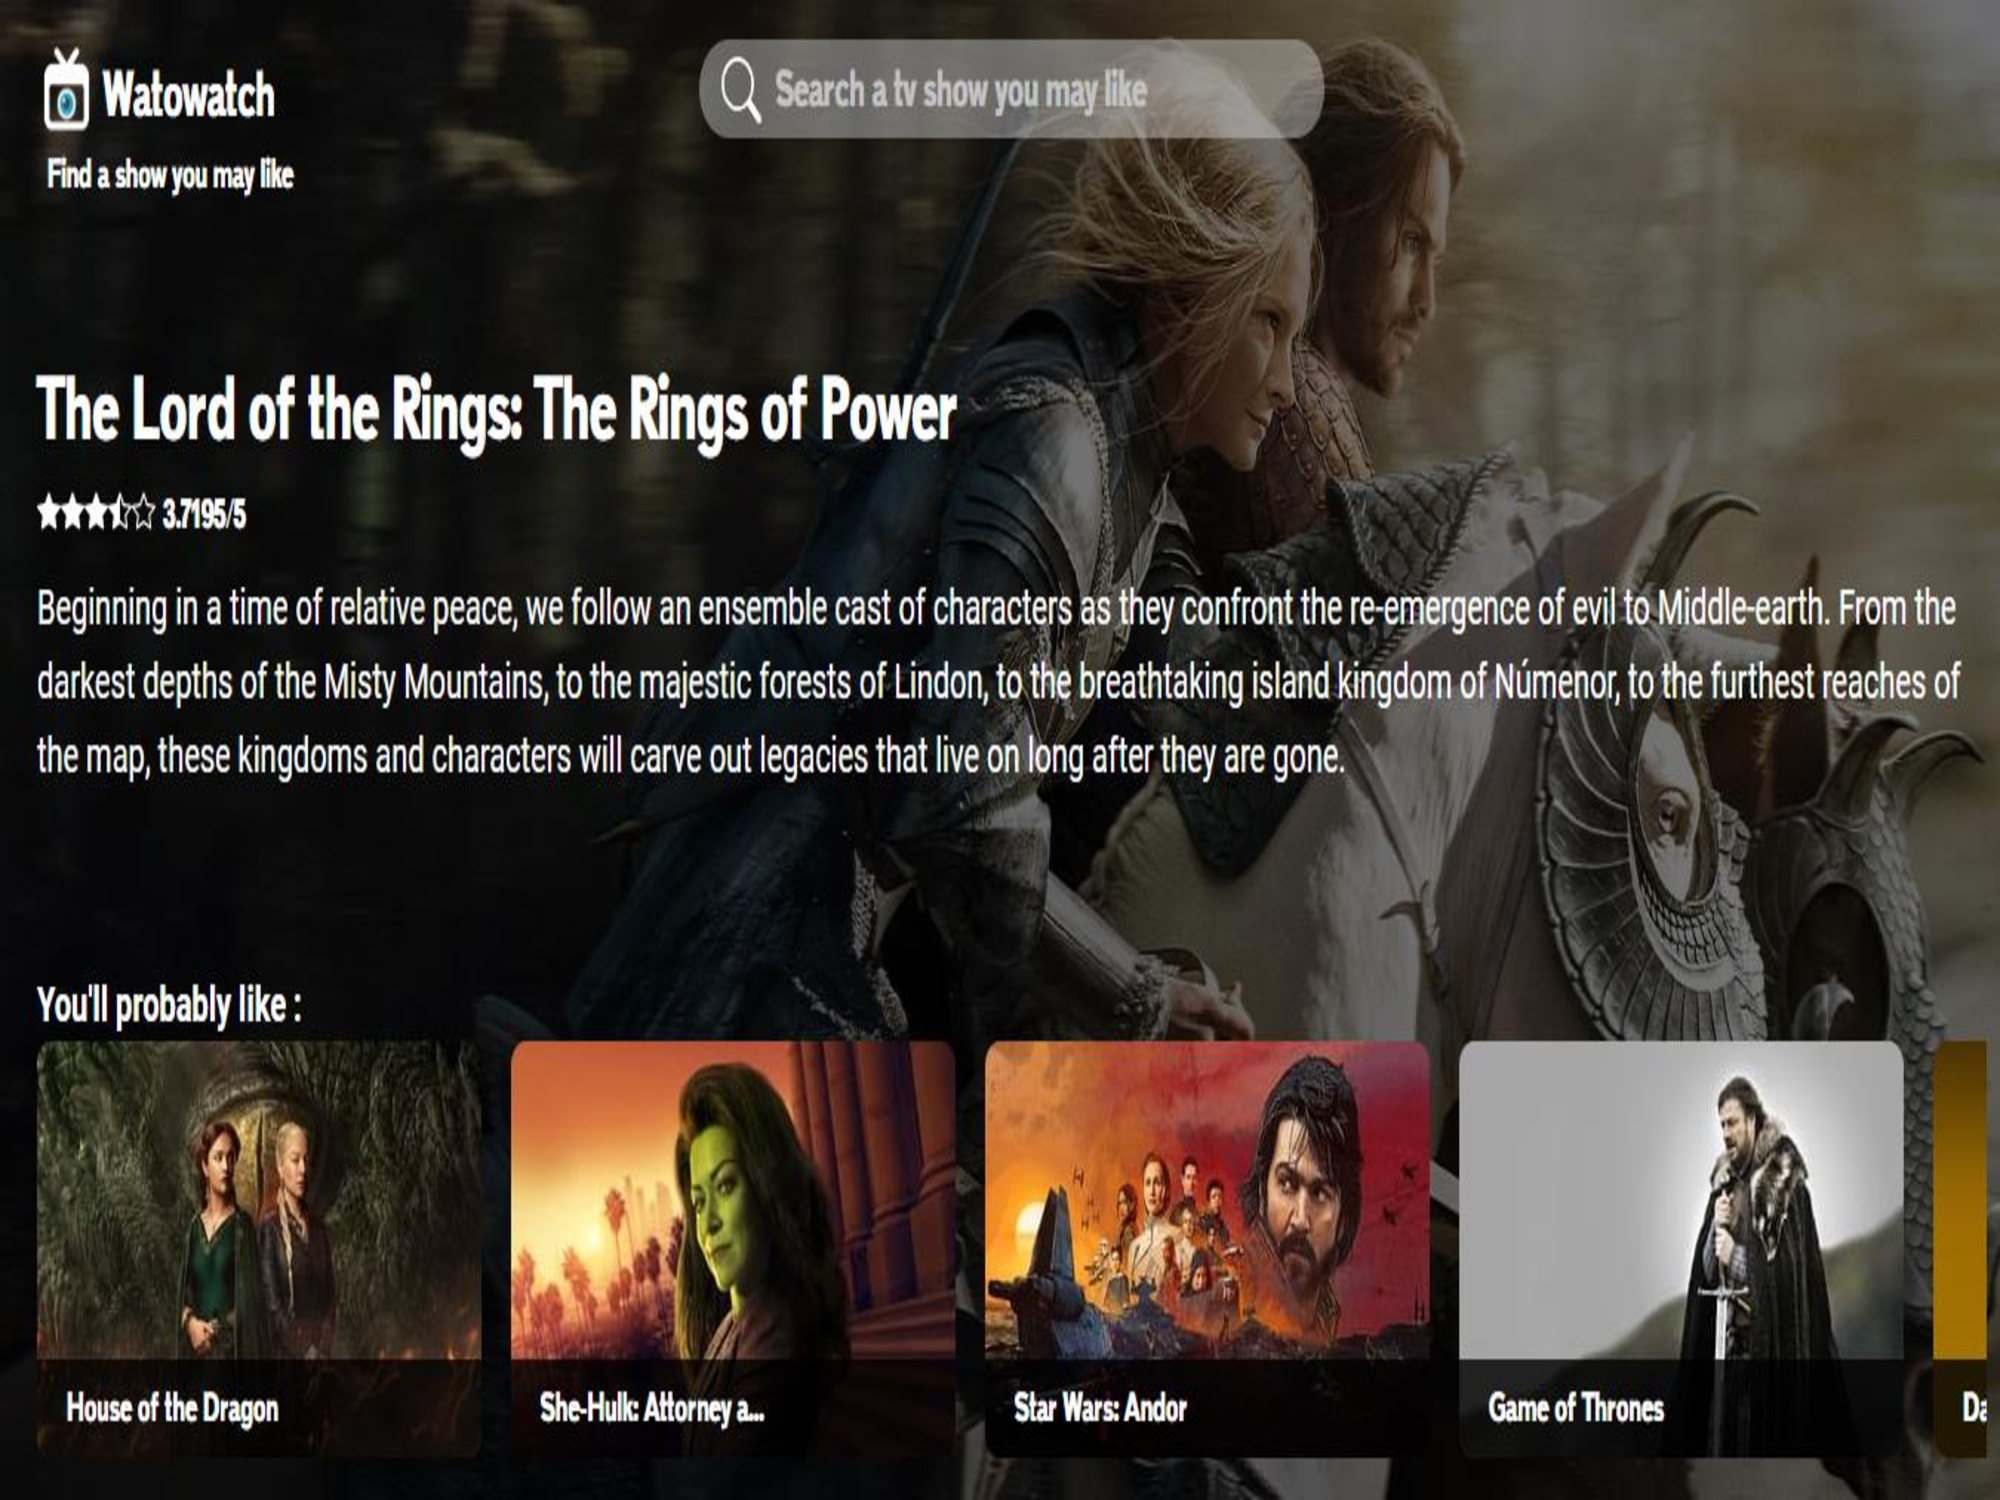 Watowatch
Search a tv show you may like
Find a show you may like
The Lord of the Rings: The Rings of Power
3.7195/5
Beginning in a time of relative peace, we follow an ensemble cast of characters as they confront the re-emergence of evil to Middle-earth. From the
darkest depths of the Misty Mountains, to the majestic forests of Lindon, to the breathtaking island kingdom of Númenor, to the furthest reaches of
the map, these kingdoms and characters will carve out legacies that live on long after they are gone.
You'll probably like :
House of the Dragon
She-Hulk: Attorney a...
Star Wars: Andor
Game of Thrones